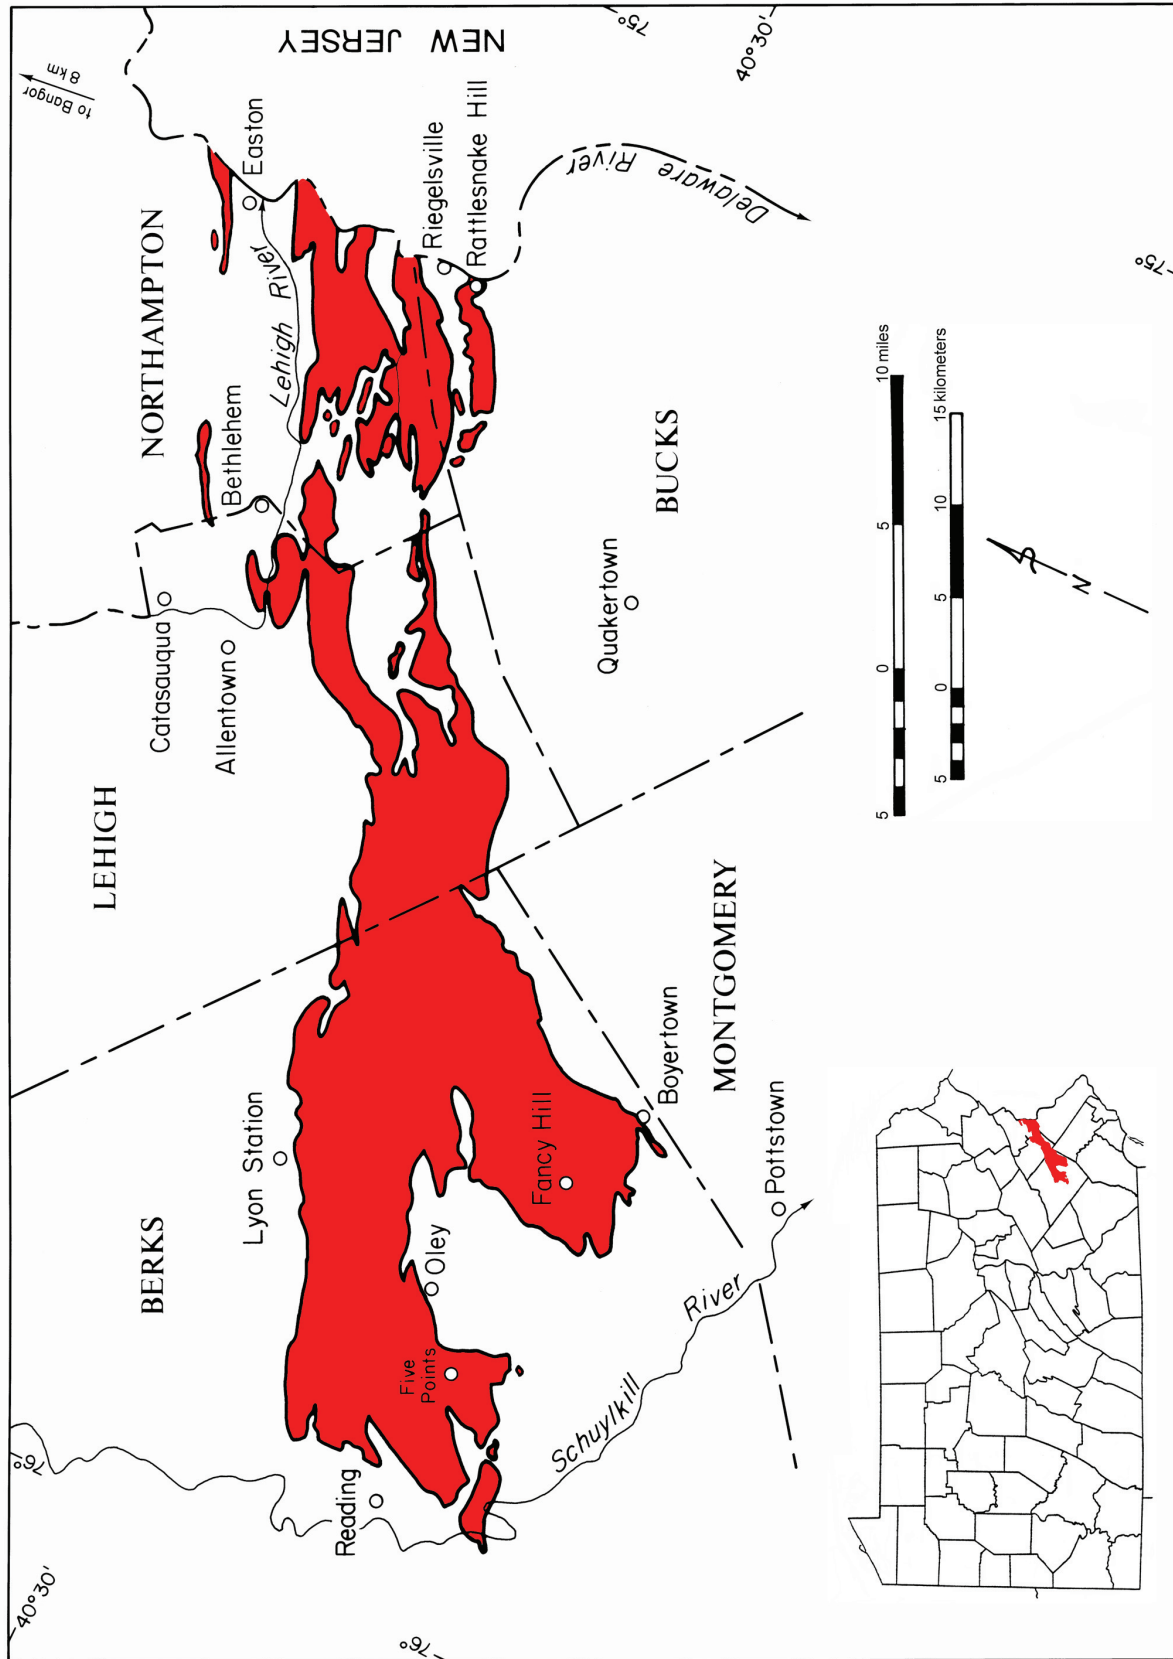 40°30'
76°
76°
BERKS
Reading
Five
Points
Oley
Lyon Station
Fancy Hill
Boyertown
Pottstown
Schuylkill
River
MONTGOMERY
LEHIGH
Catasauqua
Allentown
Quakertown
BUCKS
NORTHAMPTON
Bethlehem
Lehigh River
Easton
Riegelsville
Rattlesnake Hill
Delaware
River
NEW JERSEY
to Bangor
8 km
75°
40°30'
75°
5 0 5 10 miles
5 0 5 10 15 kilometers
N